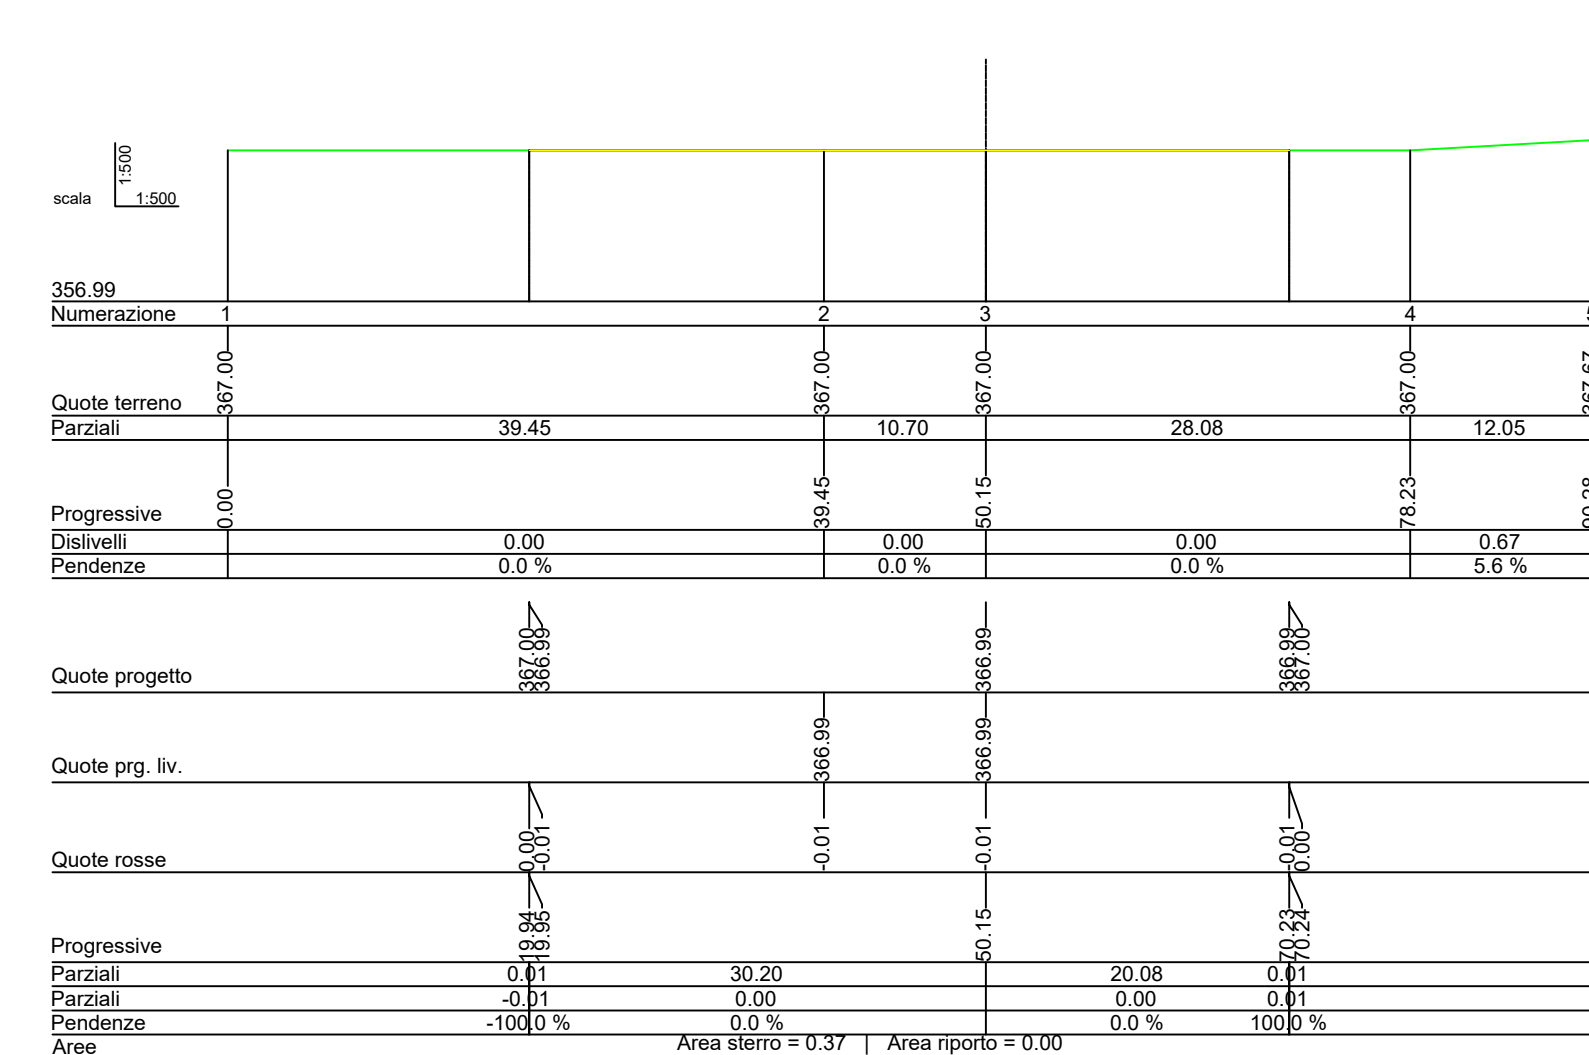 1:500
scala 1:500
356.99
Numerazione 1 2 3 4
Quote terreno 367.00 367.00 367.00 367.00 367.67
Parziali 39.45 10.70 28.08 12.05
Progressive 0.00 39.45 50.15 78.23 90.28
Dislivelli 0.00 0.00 0.00 0.67
Pendenze 0.0 % 0.0 % 0.0 % 5.6 %
Quote progetto 367.00 366.99 366.99 366.99 367.00
Quote prg. liv. 366.99 366.99
Quote rosse 0.00 -0.01 -0.01 -0.01 -0.01 0.00
Progressive 19.94 19.95 50.15 70.23 70.24
Parziali 0.01 30.20 20.08 0.01
Parziali -0.01 0.00 0.00 0.01
Pendenze -100.0 % 0.0 % 0.0 % 100.0 %
Aree Area sterro = 0.37 | Area riporto = 0.00